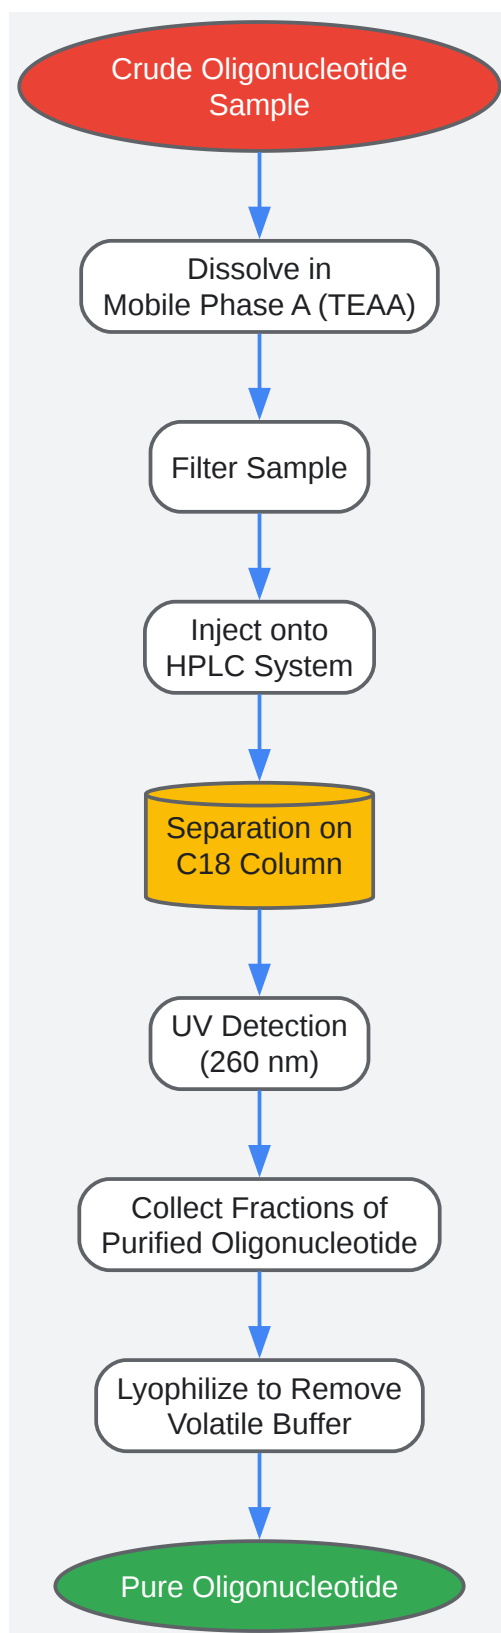 Crude Oligonucleotide
Sample
Dissolve in
Mobile Phase A (TEAA)
Filter Sample
Inject onto
HPLC System
Separation on
C18 Column
UV Detection
(260 nm)
Collect Fractions of
Purified Oligonucleotide
Lyophilize to Remove
Volatile Buffer
Pure Oligonucleotide